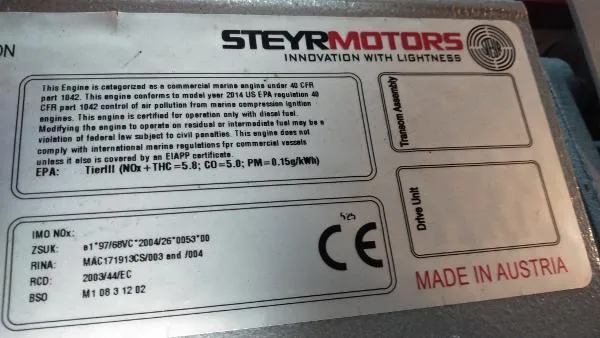 ON
STEYRMOTORS
INNOVATION WITH LIGHTNESS
This Engine is categorized as a commercial marine engine under 40 CFR
part 1042. This engine conforms to model year 2014 US EPA regulation 40
CFR part 1042 control of air pollution from marine compression ignition
engines. This engine is certified for operation only with diesel fuel.
Modifying the engine to operate on residual or intermediate fuel may be a
violation of federal law subject to civil penalties. This engine does not
comply with international marine regulations for commercial vessels
unless it also is covered by an EIAPP certificate.
EPA: TierIII (NOx+THC=5.8; CO=5.0; PM=0.15g/kWh)
Transom Assembly
Drive Unit
IMO NOx:
ZSUK: e1*97/68VC*2004/26*0053*00
RINA: MAC171913CS/003 and /004
RCD: 2003/44/EC
BSO M1 08 3 12 02
CE
MADE IN AUSTRIA